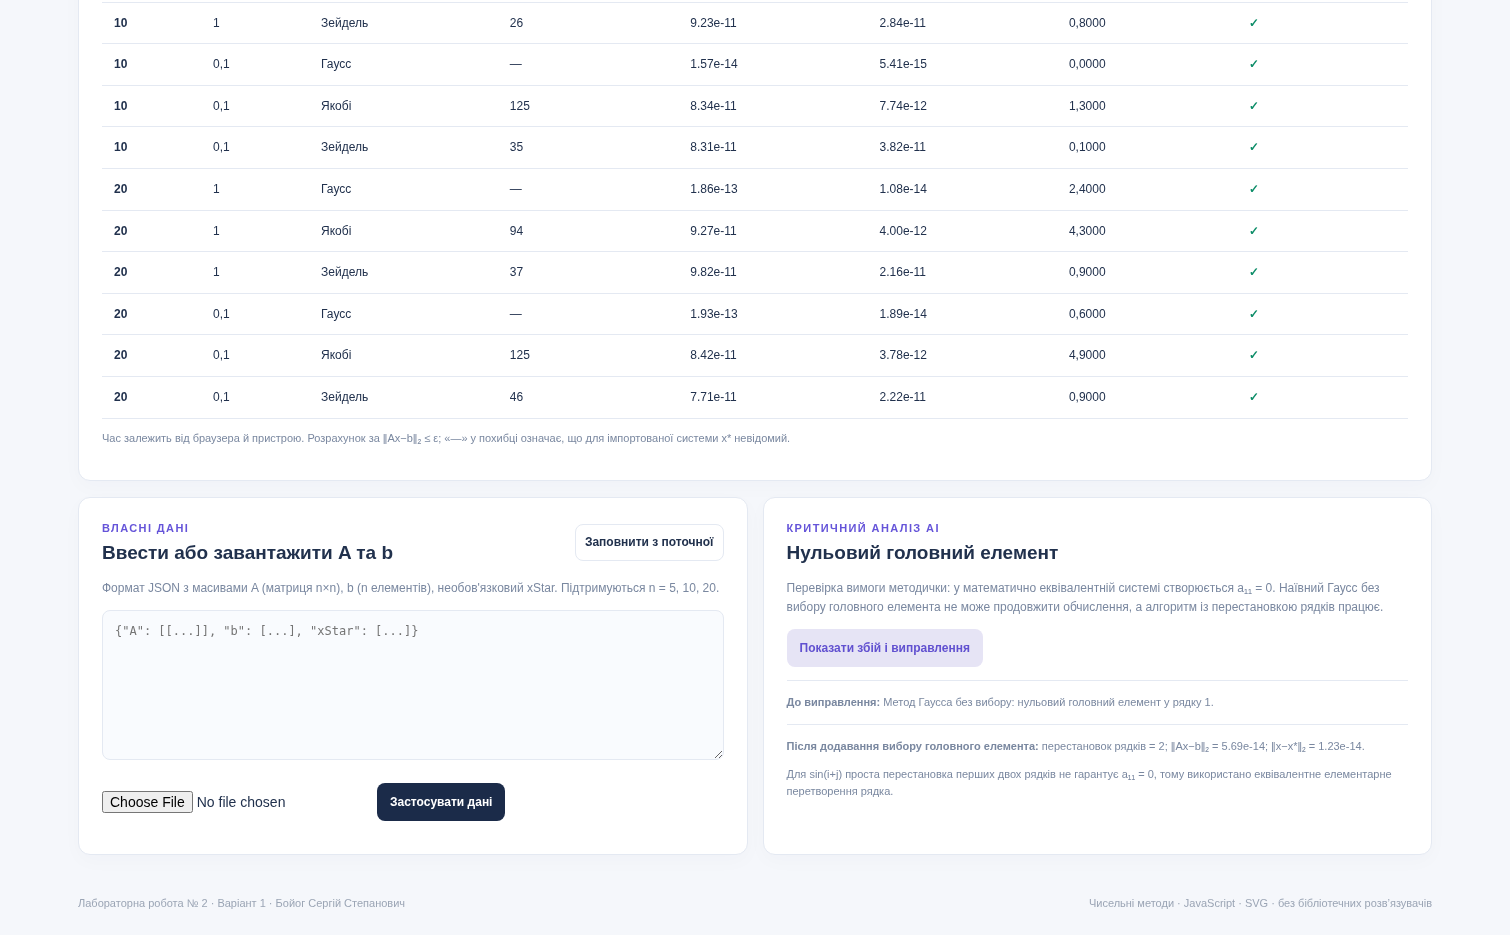 10 1 Зейдель 26 9.23e-11 2.84e-11 0,8000 ✓
10 0,1 Гаусс — 1.57e-14 5.41e-15 0,0000 ✓
10 0,1 Якобі 125 8.34e-11 7.74e-12 1,3000 ✓
10 0,1 Зейдель 35 8.31e-11 3.82e-11 0,1000 ✓
20 1 Гаусс — 1.86e-13 1.08e-14 2,4000 ✓
20 1 Якобі 94 9.27e-11 4.00e-12 4,3000 ✓
20 1 Зейдель 37 9.82e-11 2.16e-11 0,9000 ✓
20 0,1 Гаусс — 1.93e-13 1.89e-14 0,6000 ✓
20 0,1 Якобі 125 8.42e-11 3.78e-12 4,9000 ✓
20 0,1 Зейдель 46 7.71e-11 2.22e-11 0,9000 ✓
Час залежить від браузера й пристрою. Розрахунок за ‖Ax−b‖₂ ≤ ε; «—» у похибці означає, що для імпортованої системи x* невідомий.
ВЛАСНІ ДАНІ
Ввести або завантажити A та b
Заповнити з поточної
Формат JSON з масивами A (матриця n×n), b (n елементів), необов'язковий xStar. Підтримуються n = 5, 10, 20.
{"A": [[...]], "b": [...], "xStar": [...]}
Choose File No file chosen
Застосувати дані
КРИТИЧНИЙ АНАЛІЗ AI
Нульовий головний елемент
Перевірка вимоги методички: у математично еквівалентній системі створюється a₁₁ = 0. Наївний Гаусс без
вибору головного елемента не може продовжити обчислення, а алгоритм із перестановкою рядків працює.
Показати збій і виправлення
До виправлення: Метод Гаусса без вибору: нульовий головний елемент у рядку 1.
Після додавання вибору головного елемента: перестановок рядків = 2; ‖Ax−b‖₂ = 5.69e-14; ‖x−x*‖₂ = 1.23e-14.
Для sin(i+j) проста перестановка перших двох рядків не гарантує a₁₁ = 0, тому використано еквівалентне елементарне
перетворення рядка.
Лабораторна робота № 2 · Варіант 1 · Бойог Сергій Степанович
Чисельні методи · JavaScript · SVG · без бібліотечних розв'язувачів